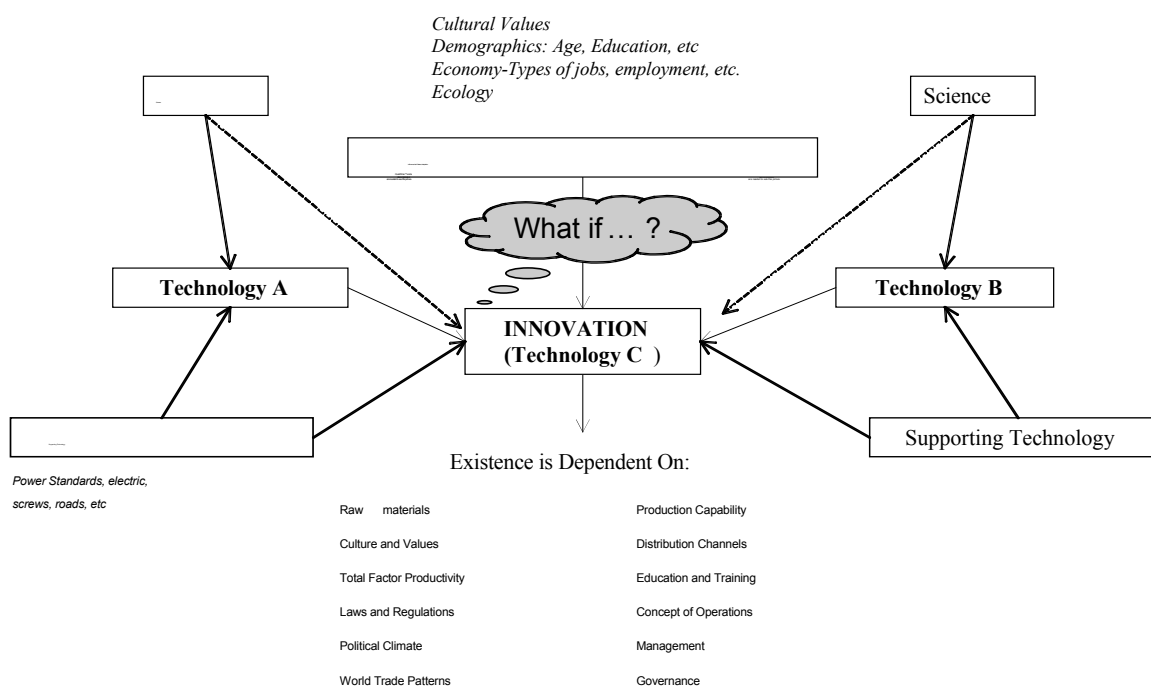 Cultural Values
Demographics: Age, Education, etc
Economy-Types of jobs, employment, etc.
Ecology
Science
What if … ?
Technology A
Technology B
INNOVATION
(Technology C )
Supporting Technology
Existence is Dependent On:
Power Standards, electric,
screws, roads, etc
Raw materials
Production Capability
Culture and Values
Distribution Channels
Total Factor Productivity
Education and Training
Laws and Regulations
Concept of Operations
Political Climate
Management
World Trade Patterns
Governance